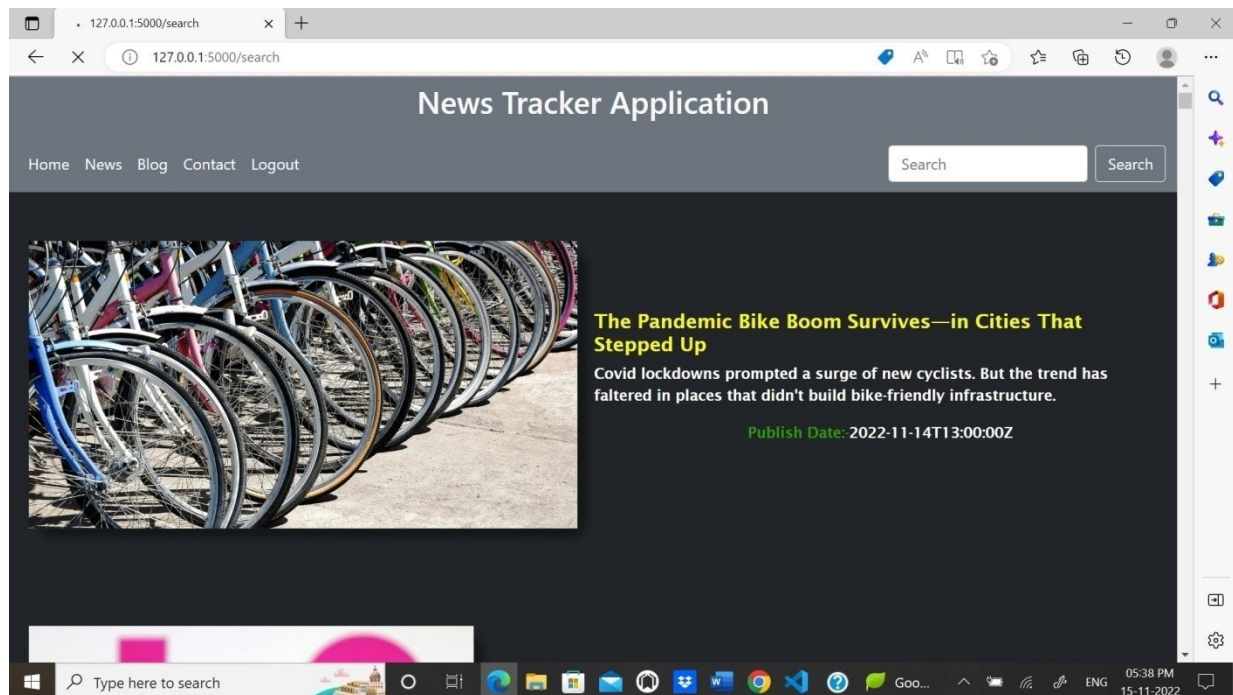 127.0.0.1:5000/search
127.0.0.1:5000/search
News Tracker Application
Home News Blog Contact Logout
Search Search
The Pandemic Bike Boom Survives—in Cities That
Stepped Up
Covid lockdowns prompted a surge of new cyclists. But the trend has
faltered in places that didn't build bike-friendly infrastructure.
Publish Date:-2022-11-14T13:00:00Z
Type here to search
Goo...
ENG
05:38 PM
15-11-2022